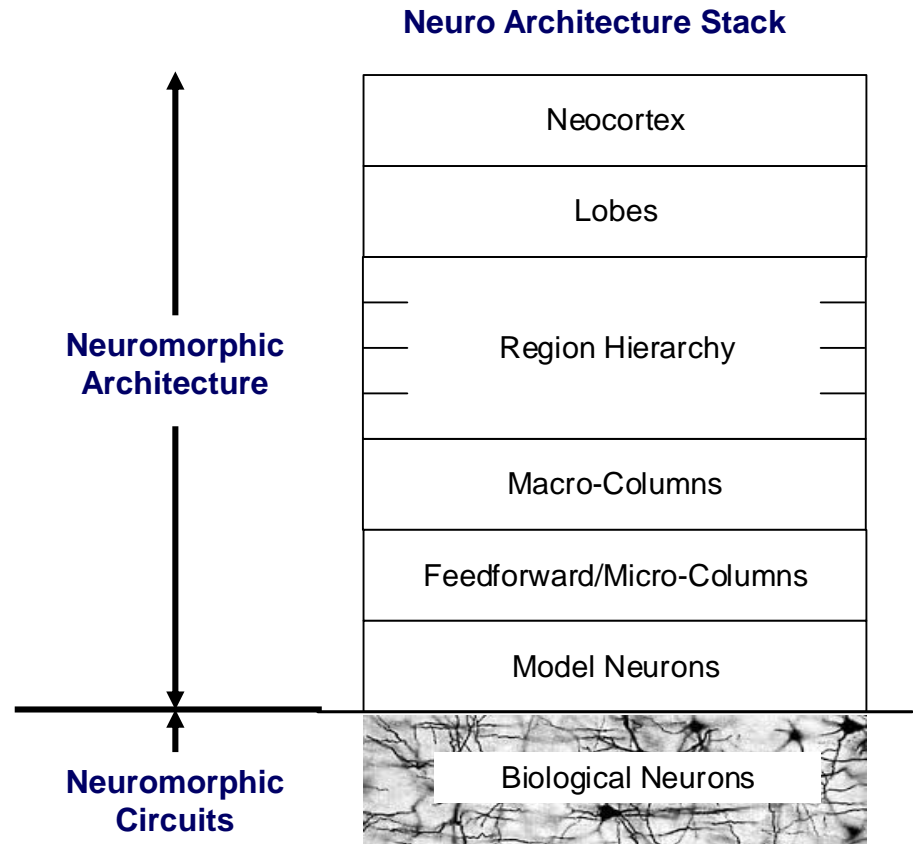 Neuro Architecture Stack
Neocortex
Lobes
Region Hierarchy
Macro-Columns
Feedforward/Micro-Columns
Model Neurons
Biological Neurons
Neuromorphic
Architecture
Neuromorphic
Circuits